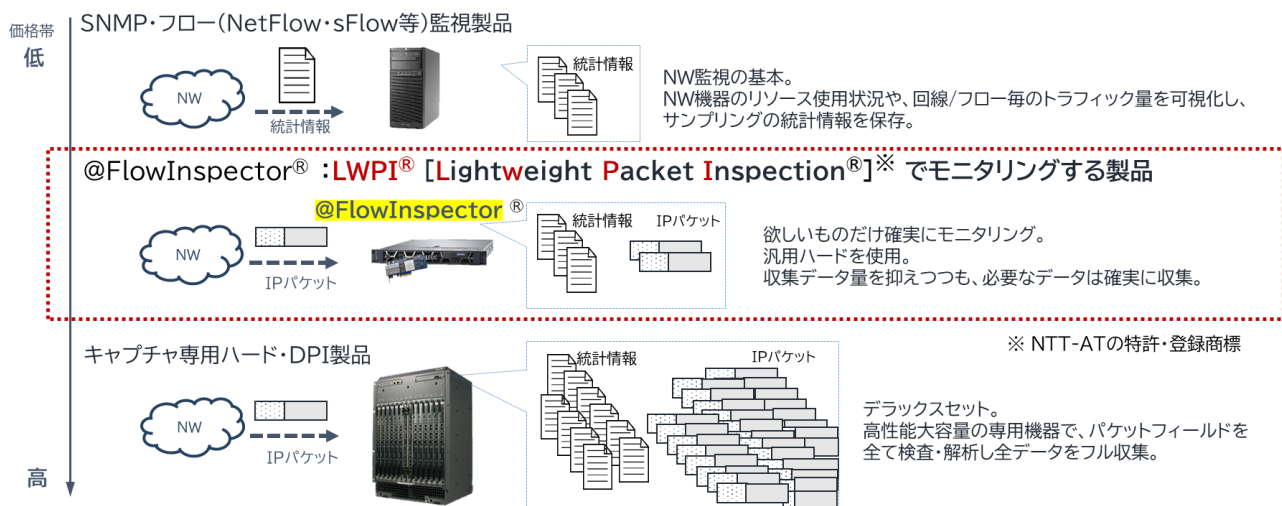 価格帯
低
SNMP・フロー(NetFlow・sFlow等)監視製品
NW
統計情報
統計情報
NW監視の基本。
NW機器のリソース使用状況や、回線/フロー毎のトラフィック量を可視化し、
サンプリングの統計情報を保存。
@FlowInspector® :LWPI® [Lightweight Packet Inspection®]※ でモニタリングする製品
@FlowInspector ®
NW
IPパケット
統計情報
IPパケット
欲しいものだけ確実にモニタリング。
汎用ハードを使用。
収集データ量を抑えつつも、必要なデータは確実に収集。
※ NTT-ATの特許・登録商標
キャプチャ専用ハード・DPI製品
NW
IPパケット
統計情報
IPパケット
デラックスセット。
高性能大容量の専用機器で、パケットフィールドを
全て検査・解析し全データをフル収集。
高